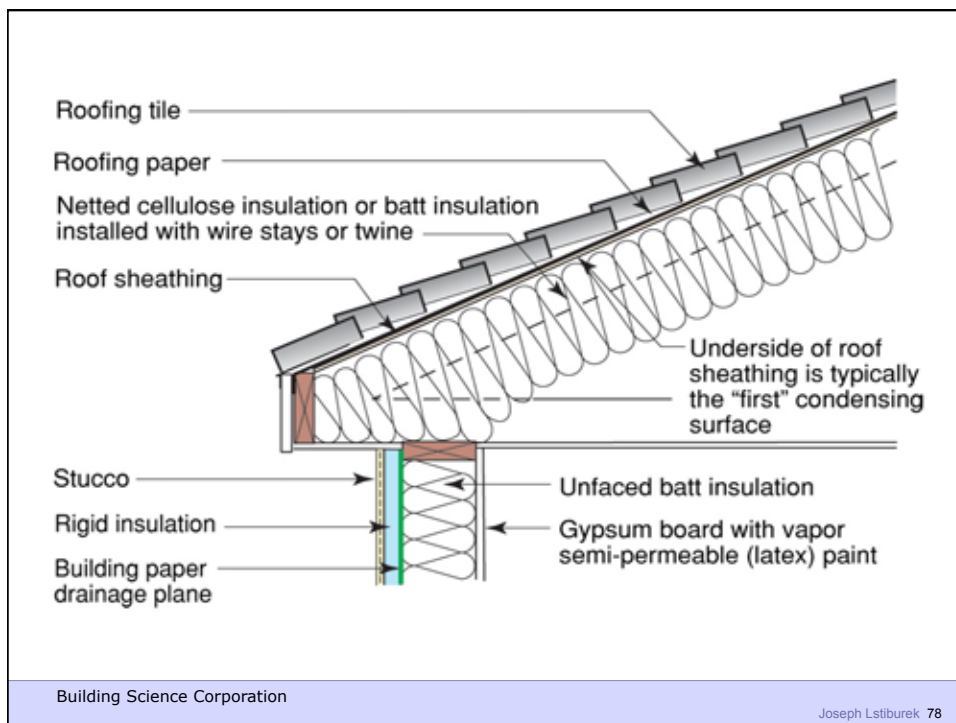 Roofing tile
Roofing paper
Netted cellulose insulation or batt insulation
installed with wire stays or twine
Roof sheathing
Underside of roof
sheathing is typically
the “first” condensing
surface
Stucco
Rigid insulation
Building paper
drainage plane
Unfaced batt insulation
Gypsum board with vapor
semi-permeable (latex) paint
Building Science Corporation
Joseph Lstiburek 78